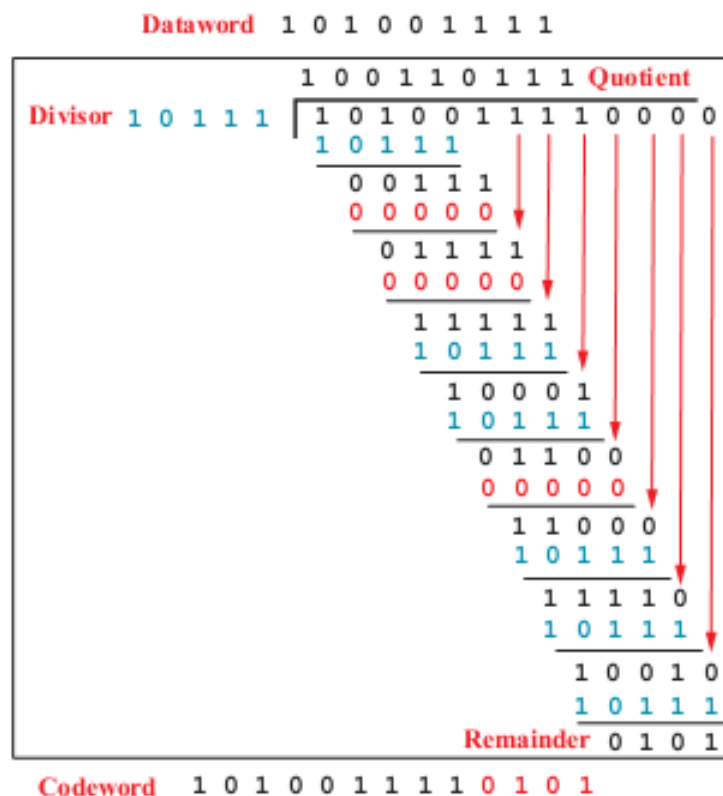 Dataword 1 0 1 0 0 1 1 1 1
1 0 0 1 1 0 1 1 1 Quotient
Divisor 1 0 1 1 1 1 0 1 0 0 1 1 1 1 0 0 0 0
1 0 1 1 1
0 0 1 1 1
0 0 0 0 0
0 1 1 1 1
0 0 0 0 0
1 1 1 1 1
1 0 1 1 1
1 0 0 0 1
1 0 1 1 1
0 1 1 0 0
0 0 0 0 0
1 1 0 0 0
1 0 1 1 1
1 1 1 1 0
1 0 1 1 1
1 0 0 1 0
1 0 1 1 1
Remainder 0 1 0 1
Codeword 1 0 1 0 0 1 1 1 1 0 1 0 1